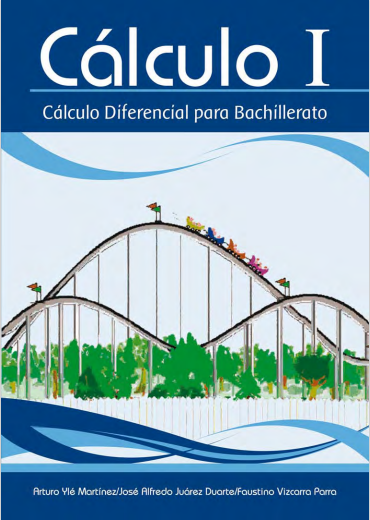 Cálculo I
Cálculo Diferencial para Bachillerato
Arturo Ylé Martínez/José Alfredo Juárez Duarte/Faustino Vizcarra Parra